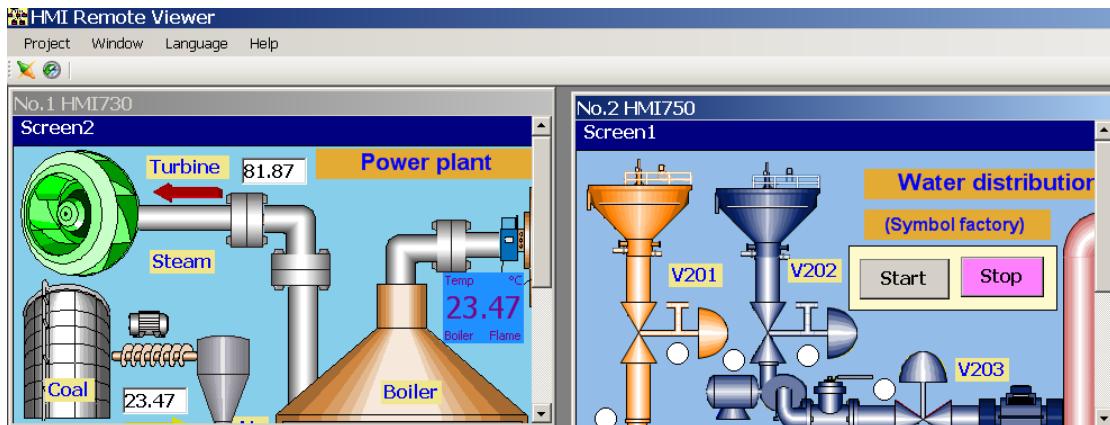 HMI Remote Viewer
Project Window Language Help
No.1 HMI730
Screen2
Turbine 81.87
Power plant
Steam
Temp °C
23.47
Boiler Flame
Coal
23.47
Boiler
No.2 HMI750
Screen1
Water distribution
(Symbol factory)
V201
V202
Start
Stop
V203